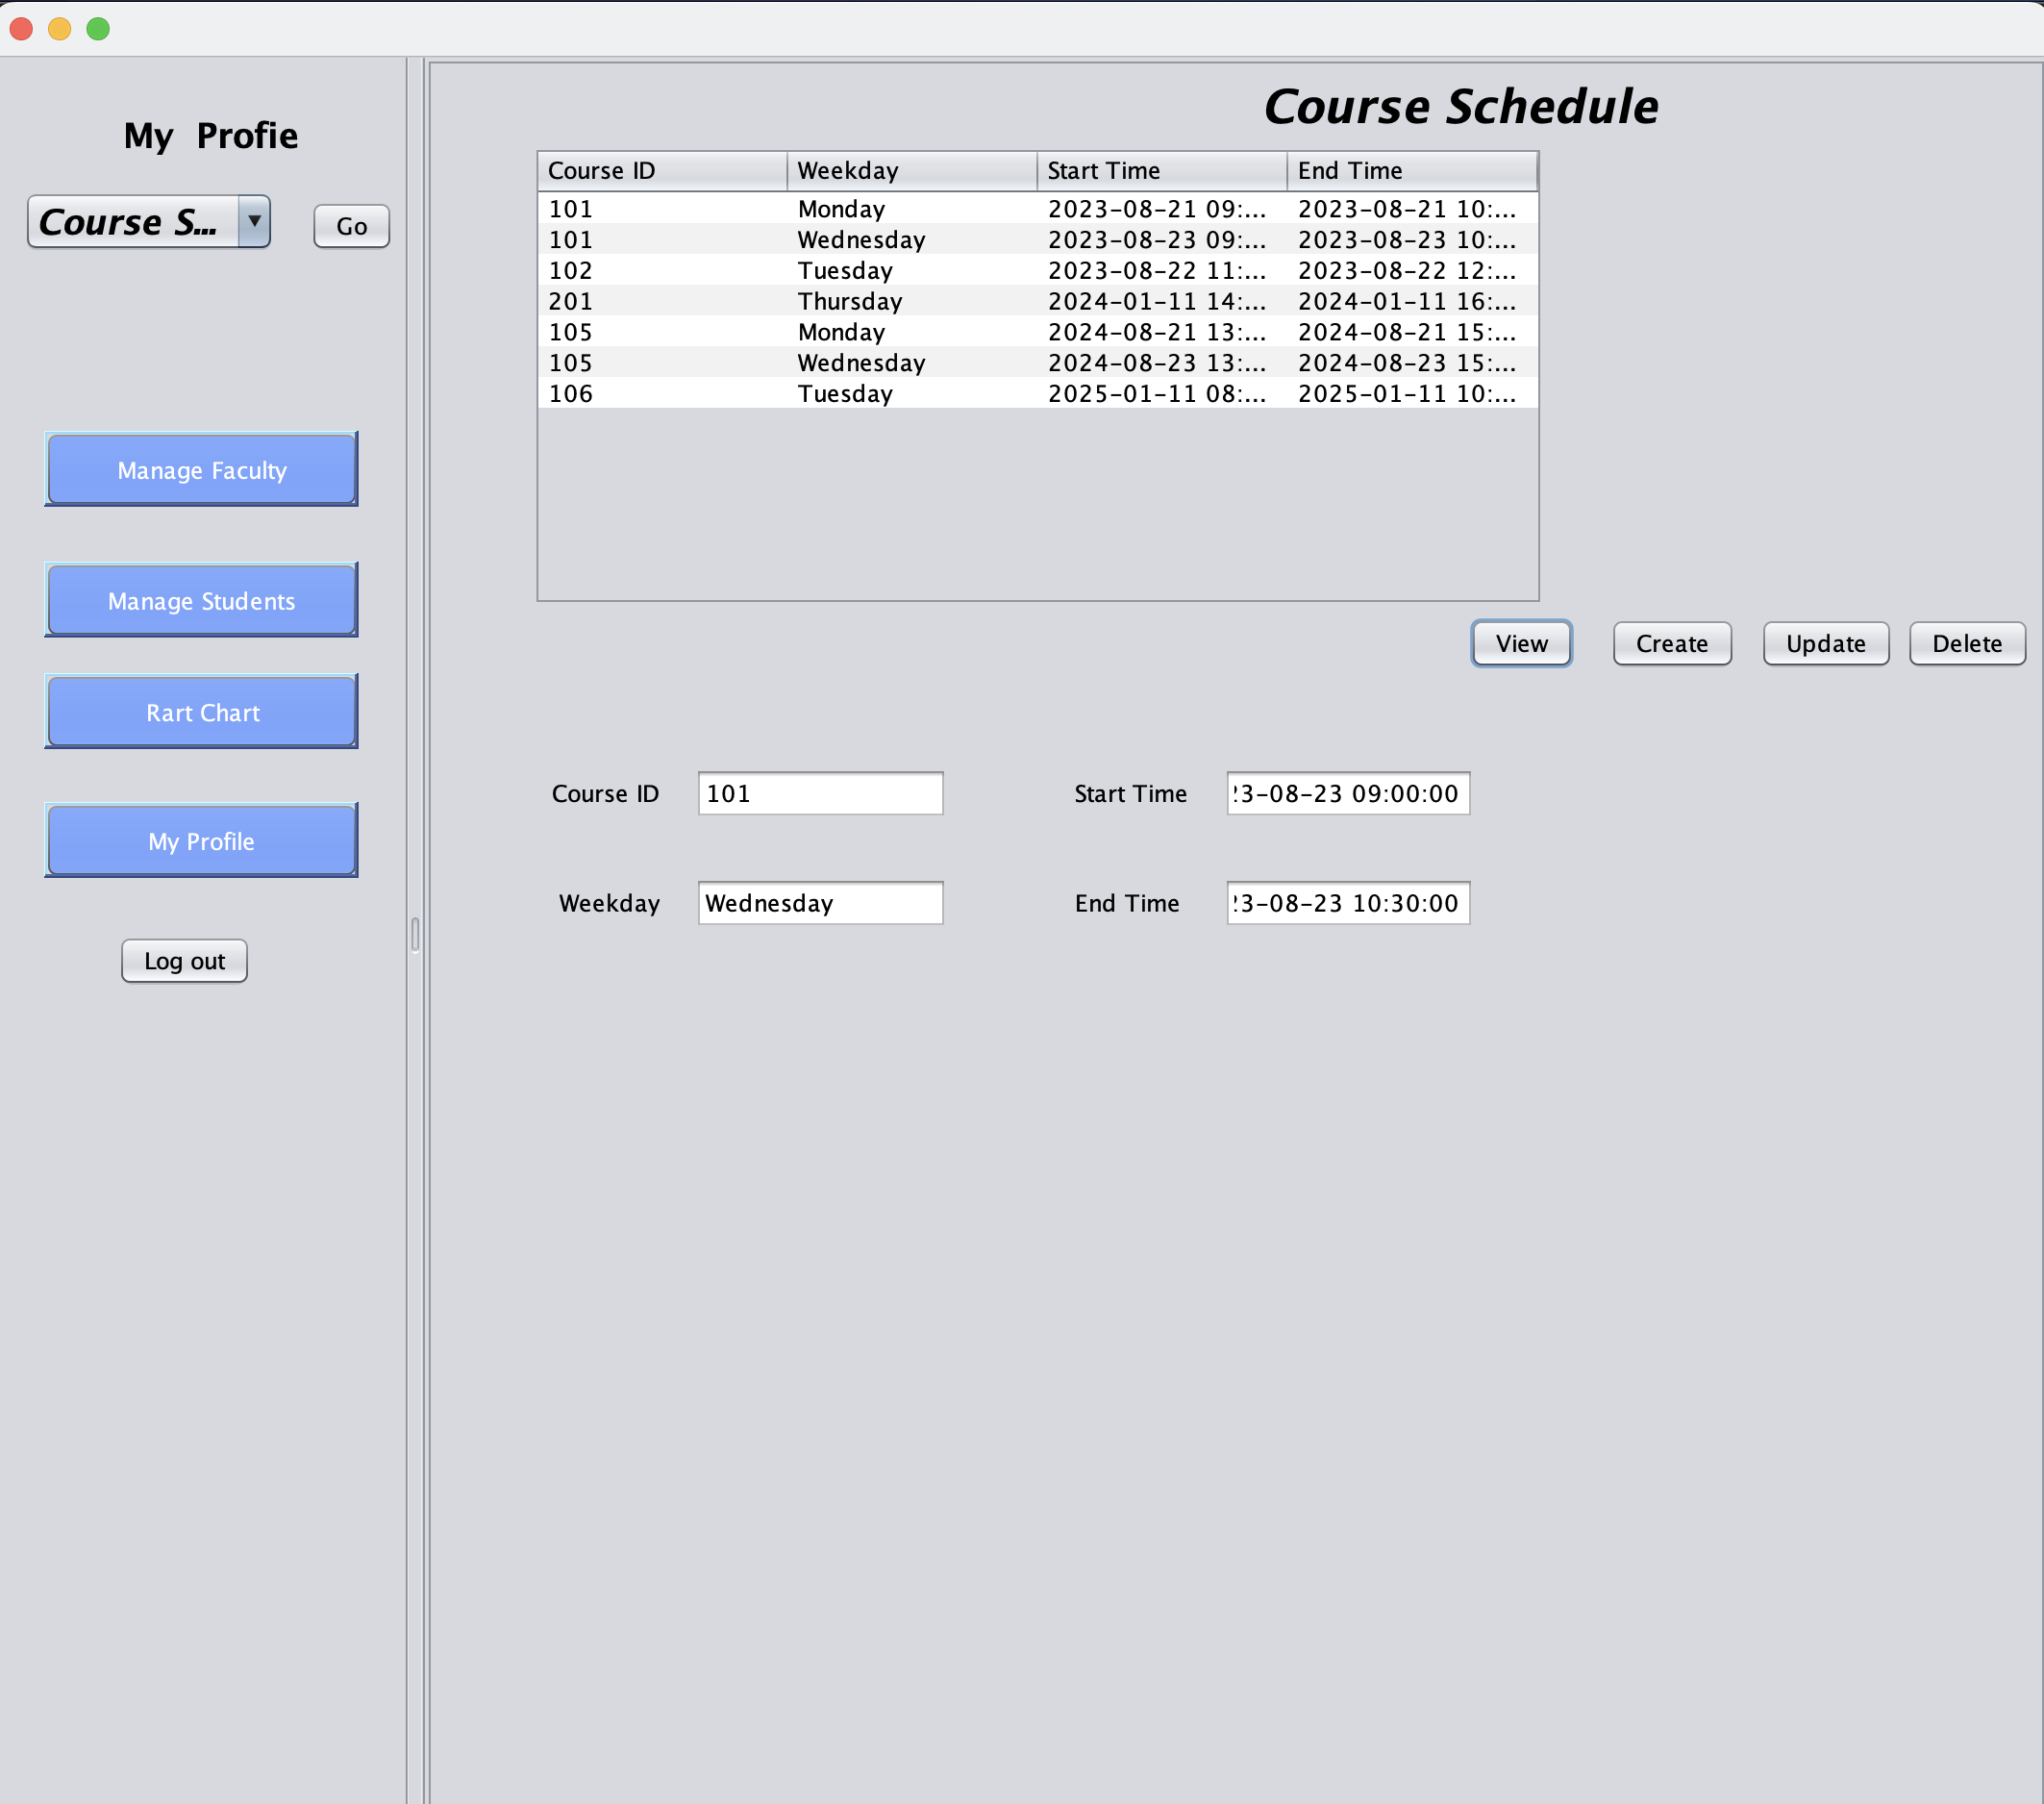 My Profie
Course S...
Go
Manage Faculty
Manage Students
Rart Chart
My Profile
Log out
Course Schedule
Course ID Weekday Start Time End Time
101 Monday 2023-08-21 09:... 2023-08-21 10:...
101 Wednesday 2023-08-23 09:... 2023-08-23 10:...
102 Tuesday 2023-08-22 11:... 2023-08-22 12:...
201 Thursday 2024-01-11 14:... 2024-01-11 16:...
105 Monday 2024-08-21 13:... 2024-08-21 15:...
105 Wednesday 2024-08-23 13:... 2024-08-23 15:...
106 Tuesday 2025-01-11 08:... 2025-01-11 10:...
View Create Update Delete
Course ID 101 Start Time 23-08-23 09:00:00
Weekday Wednesday End Time 23-08-23 10:30:00